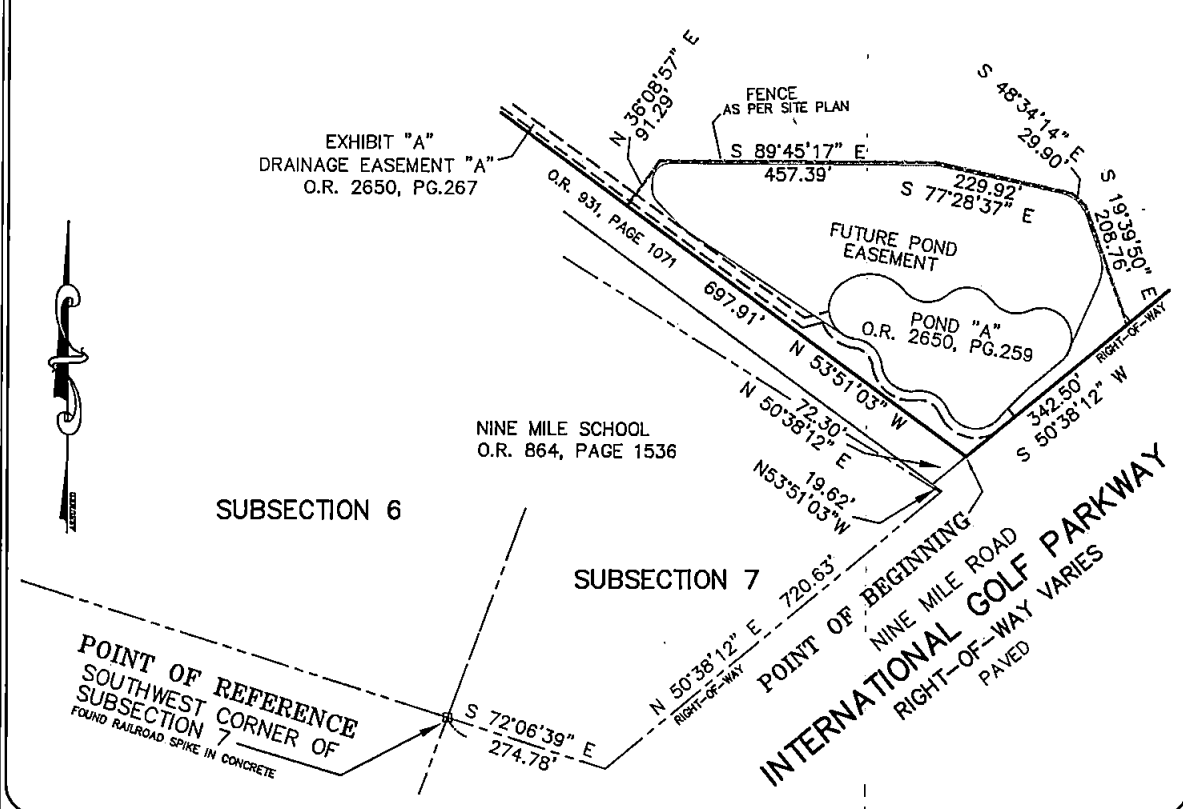 N 36°08'57" E
91.29'
FENCE
AS PER SITE PLAN
S 48°34'14" E
29.90'
EXHIBIT "A"
DRAINAGE EASEMENT "A"
O.R. 2650, PG.267
S 89°45'17" E
457.39'
229.92'
S 77°28'37" E
S 19°39'50" E
208.76'
O.R. 931, PAGE 1071
697.91'
N 53°51'03" W
FUTURE POND
EASEMENT
POND "A"
O.R. 2650, PG.259
RIGHT-OF-WAY
342.50'
S 50°38'12" W
72.30'
N 50°38'12" E
19.62'
N53°51'03"W
NINE MILE SCHOOL
O.R. 864, PAGE 1536
SUBSECTION 6
SUBSECTION 7
N 50°38'12" E 720.63'
RIGHT-OF-WAY
POINT OF BEGINNING
NINE MILE ROAD
INTERNATIONAL GOLF PARKWAY
RIGHT-OF-WAY VARIES
PAVED
POINT OF REFERENCE
SOUTHWEST CORNER OF
SUBSECTION 7
FOUND RAILROAD SPIKE IN CONCRETE
S 72°06'39" E
274.78'